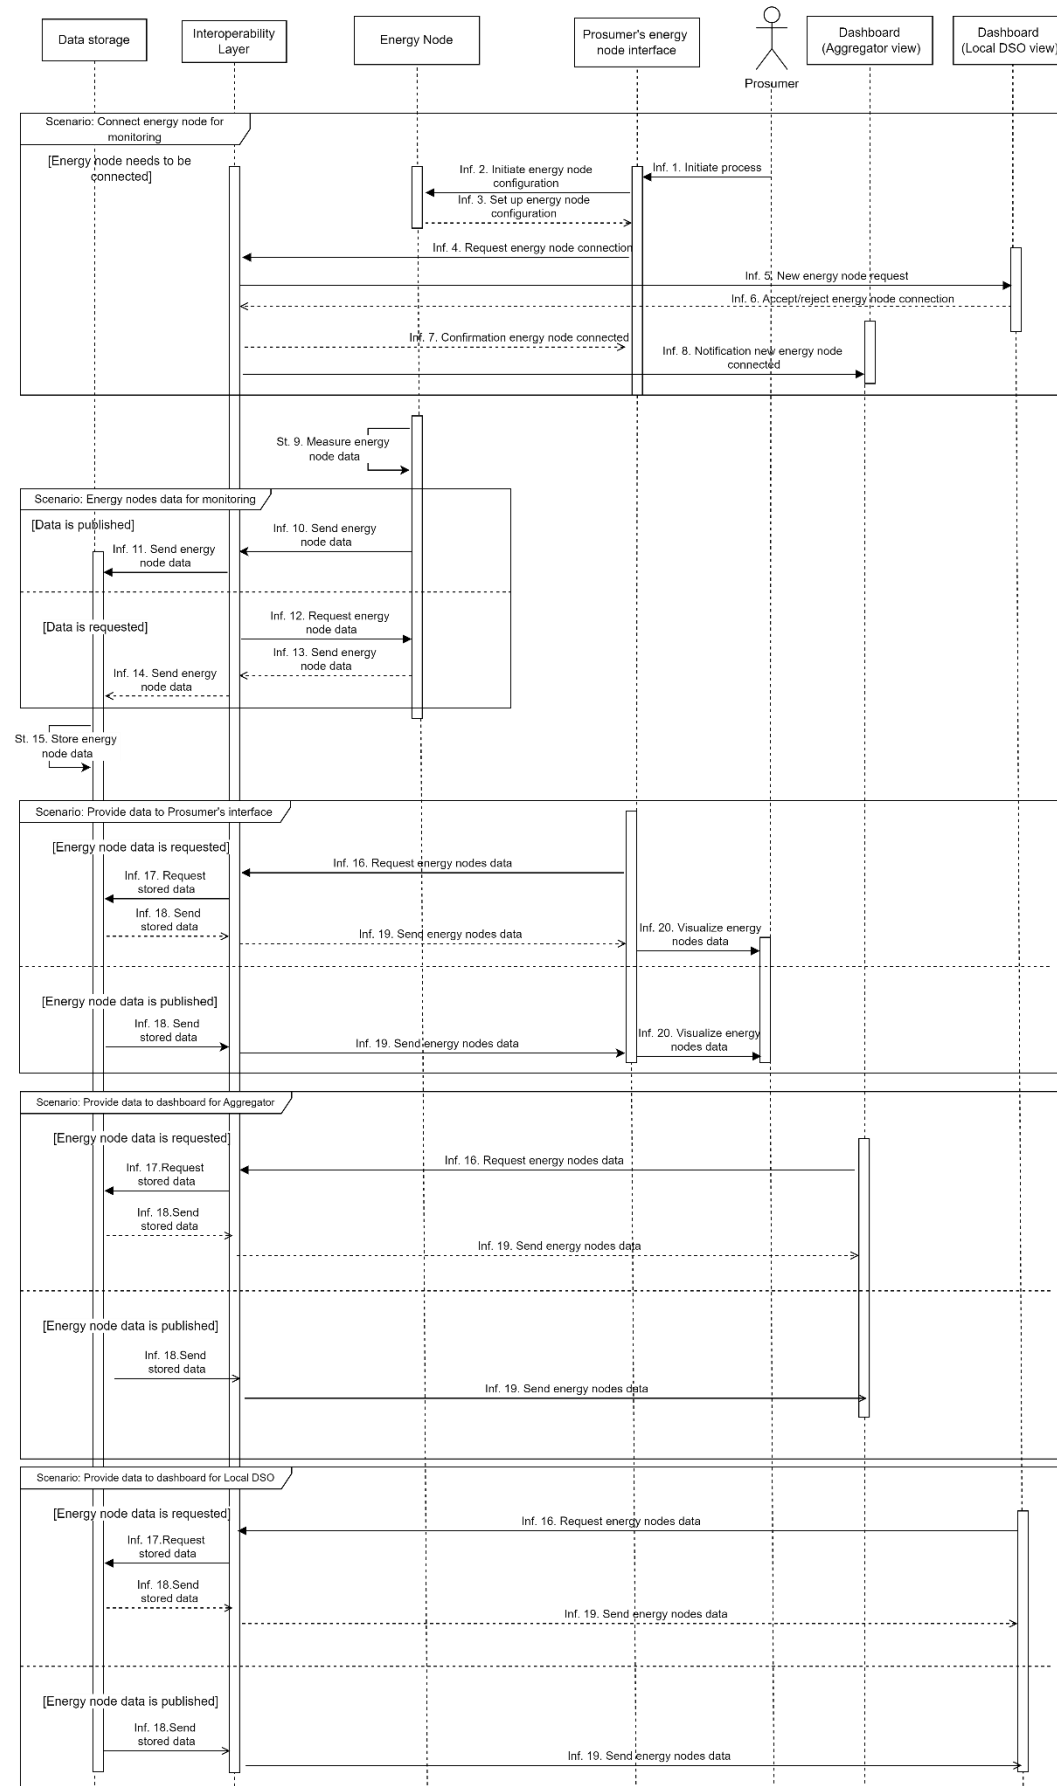 Data storage
Interoperability
Layer
Energy Node
Prosumer's energy
node interface
Prosumer
Dashboard
(Aggregator view)
Dashboard
(Local DSO view)
Scenario: Connect energy node for
monitoring
[Energy node needs to be
connected]
Inf. 1. Initiate process
Inf. 2. Initiate energy node
configuration
Inf. 3. Set up energy node
configuration
Inf. 4. Request energy node connection
Inf. 5. New energy node request
Inf. 6. Accept/reject energy node connection
Inf. 7. Confirmation energy node connected
Inf. 8. Notification new energy node
connected
St. 9. Measure energy
node data
Scenario: Energy nodes data for monitoring
[Data is published]
Inf. 10. Send energy
node data
Inf. 11. Send energy
node data
[Data is requested]
Inf. 12. Request energy
node data
Inf. 13. Send energy
node data
Inf. 14. Send energy
node data
St. 15. Store energy
node data
Scenario: Provide data to Prosumer's interface
[Energy node data is requested]
Inf. 16. Request energy nodes data
Inf. 17. Request
stored data
Inf. 18. Send
stored data
Inf. 19. Send energy nodes data
Inf. 20. Visualize energy
nodes data
[Energy node data is published]
Inf. 18. Send
stored data
Inf. 19. Send energy nodes data
Inf. 20. Visualize energy
nodes data
Scenario: Provide data to dashboard for Aggregator
[Energy node data is requested]
Inf. 16. Request energy nodes data
Inf. 17.Request
stored data
Inf. 18.Send
stored data
Inf. 19. Send energy nodes data
[Energy node data is published]
Inf. 18.Send
stored data
Inf. 19. Send energy nodes data
Scenario: Provide data to dashboard for Local DSO
[Energy node data is requested]
Inf. 16. Request energy nodes data
Inf. 17.Request
stored data
Inf. 18.Send
stored data
Inf. 19. Send energy nodes data
[Energy node data is published]
Inf. 18.Send
stored data
Inf. 19. Send energy nodes data